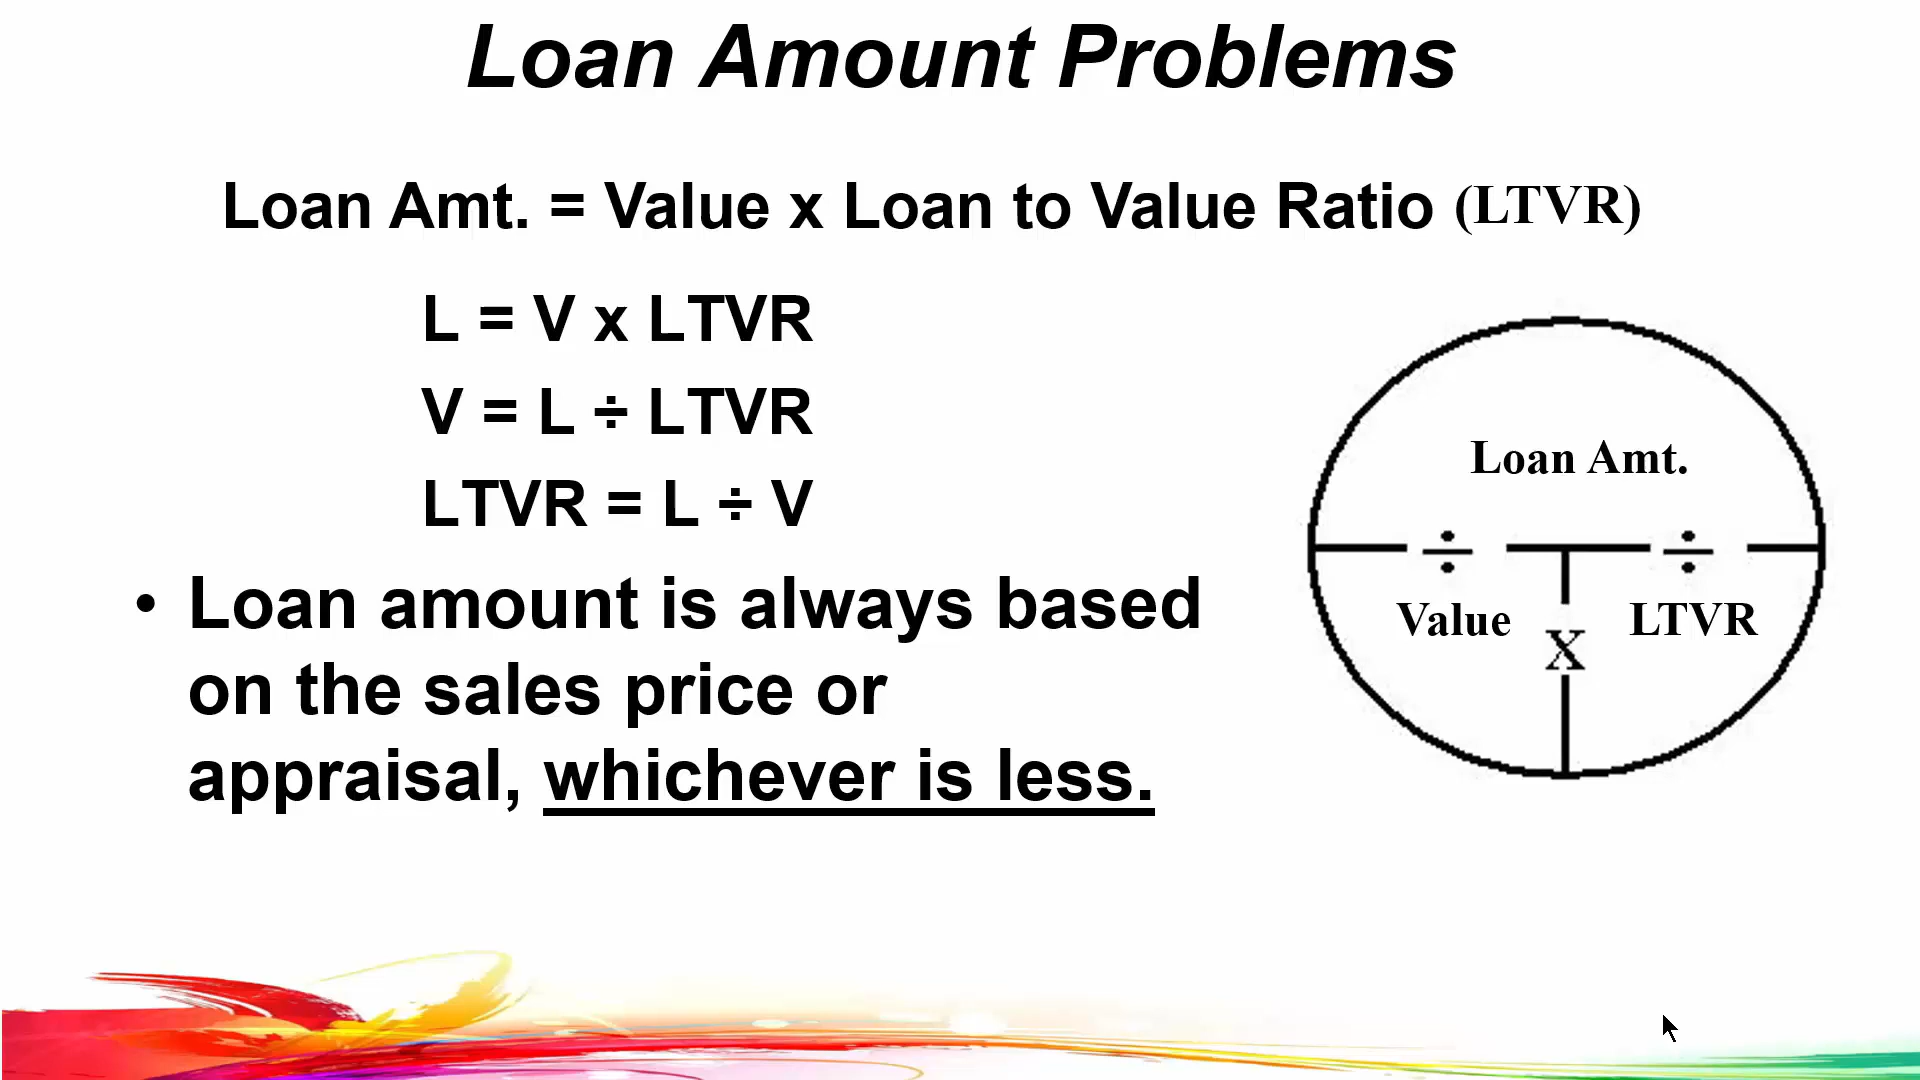 Loan Amount Problems
Loan Amt. = Value x Loan to Value Ratio (LTVR)
L = V x LTVR
V = L ÷ LTVR
LTVR = L ÷ V
• Loan amount is always based
on the sales price or
appraisal, whichever is less.
Loan Amt.
÷ ÷
Value X LTVR